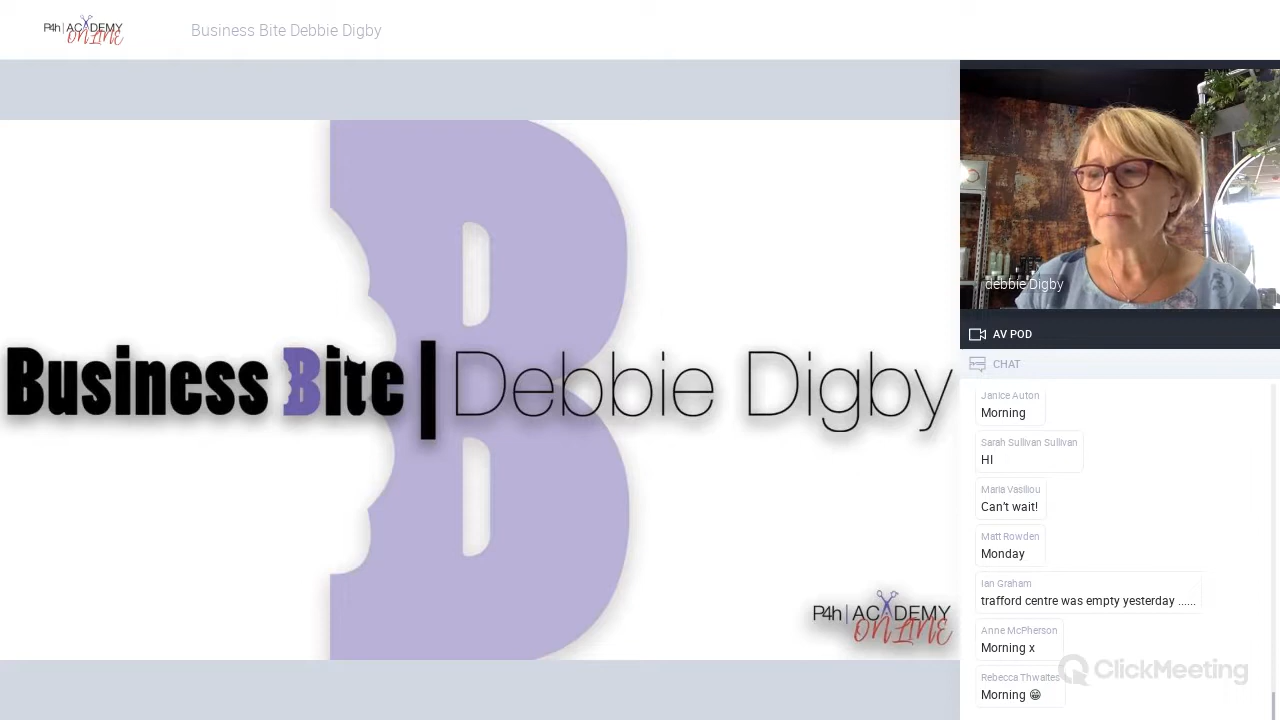 P4h | ACADEMY
ONLINE
Business Bite Debbie Digby
Business Bite | Debbie Digby
P4h | ACADEMY
ONLINE
debbie Digby
AV POD
CHAT
Janice Auton
Morning
Sarah Sullivan Sullivan
HI
Maria Vasiliou
Can't wait!
Matt Rowden
Monday
Ian Graham
trafford centre was empty yesterday ......
Anne McPherson
Morning x
Rebecca Thwaites
Morning 😁
ClickMeeting